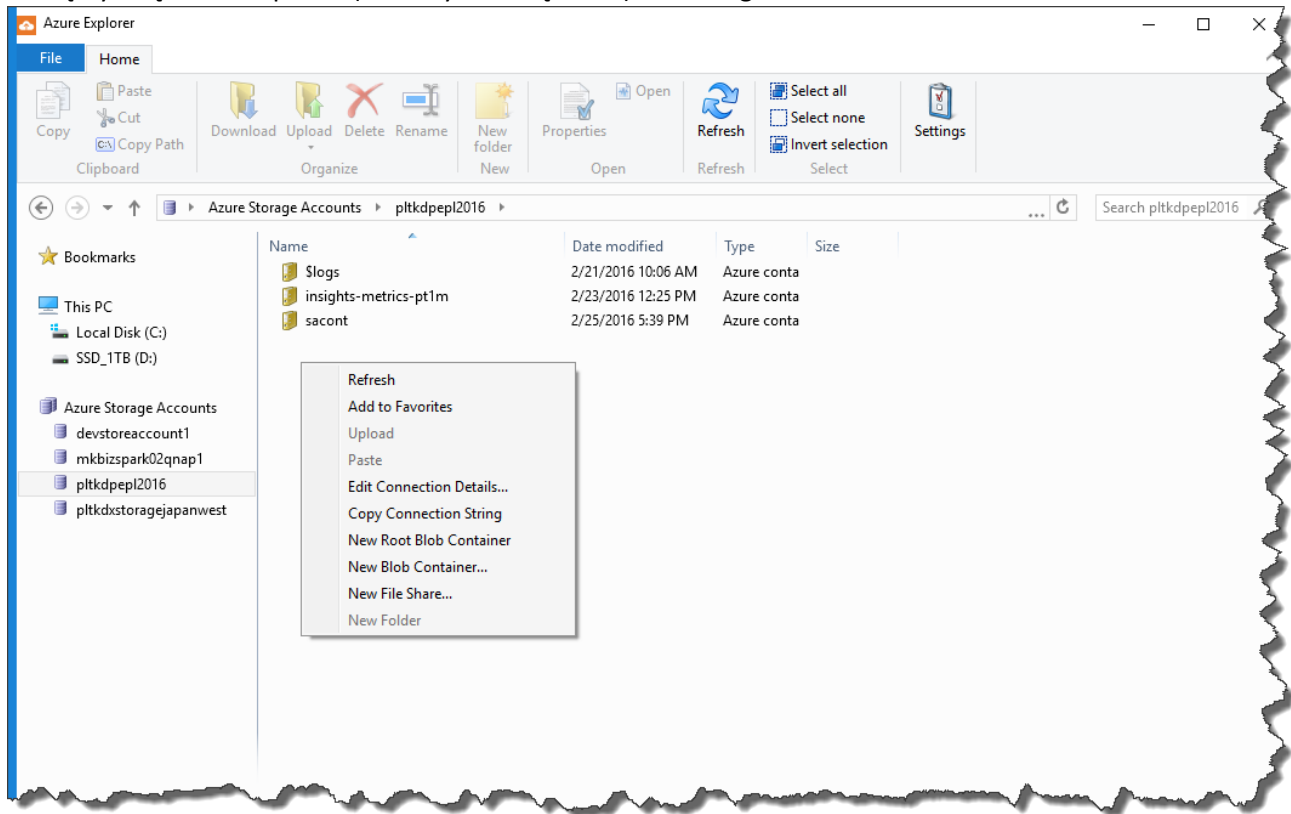 Azure Explorer
File Home
Copy
Paste
Cut
Copy Path
Clipboard
Download Upload Delete Rename
Organize
New folder
New
Properties
Open
Open
Refresh
Refresh
Select all
Select none
Invert selection
Select
Settings
Azure Storage Accounts pltkdpepl2016
... Search pltkdpepl2016
Bookmarks
This PC
Local Disk (C:)
SSD_1TB (D:)
Azure Storage Accounts
devstoreaccount1
mkbizspark02qnap1
pltkdpepl2016
pltkdxstoragejapanwest
Name Date modified Type Size
$logs 2/21/2016 10:06 AM Azure conta
insights-metrics-pt1m 2/23/2016 12:25 PM Azure conta
sacont 2/25/2016 5:39 PM Azure conta
Refresh
Add to Favorites
Upload
Paste
Edit Connection Details...
Copy Connection String
New Root Blob Container
New Blob Container...
New File Share...
New Folder